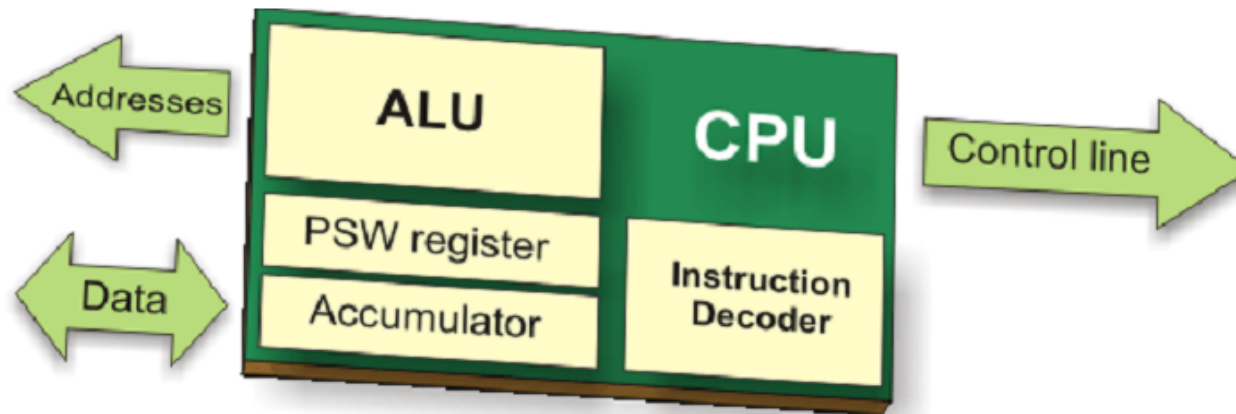 Addresses
ALU
CPU
Control line
PSW register
Data
Accumulator
Instruction
Decoder